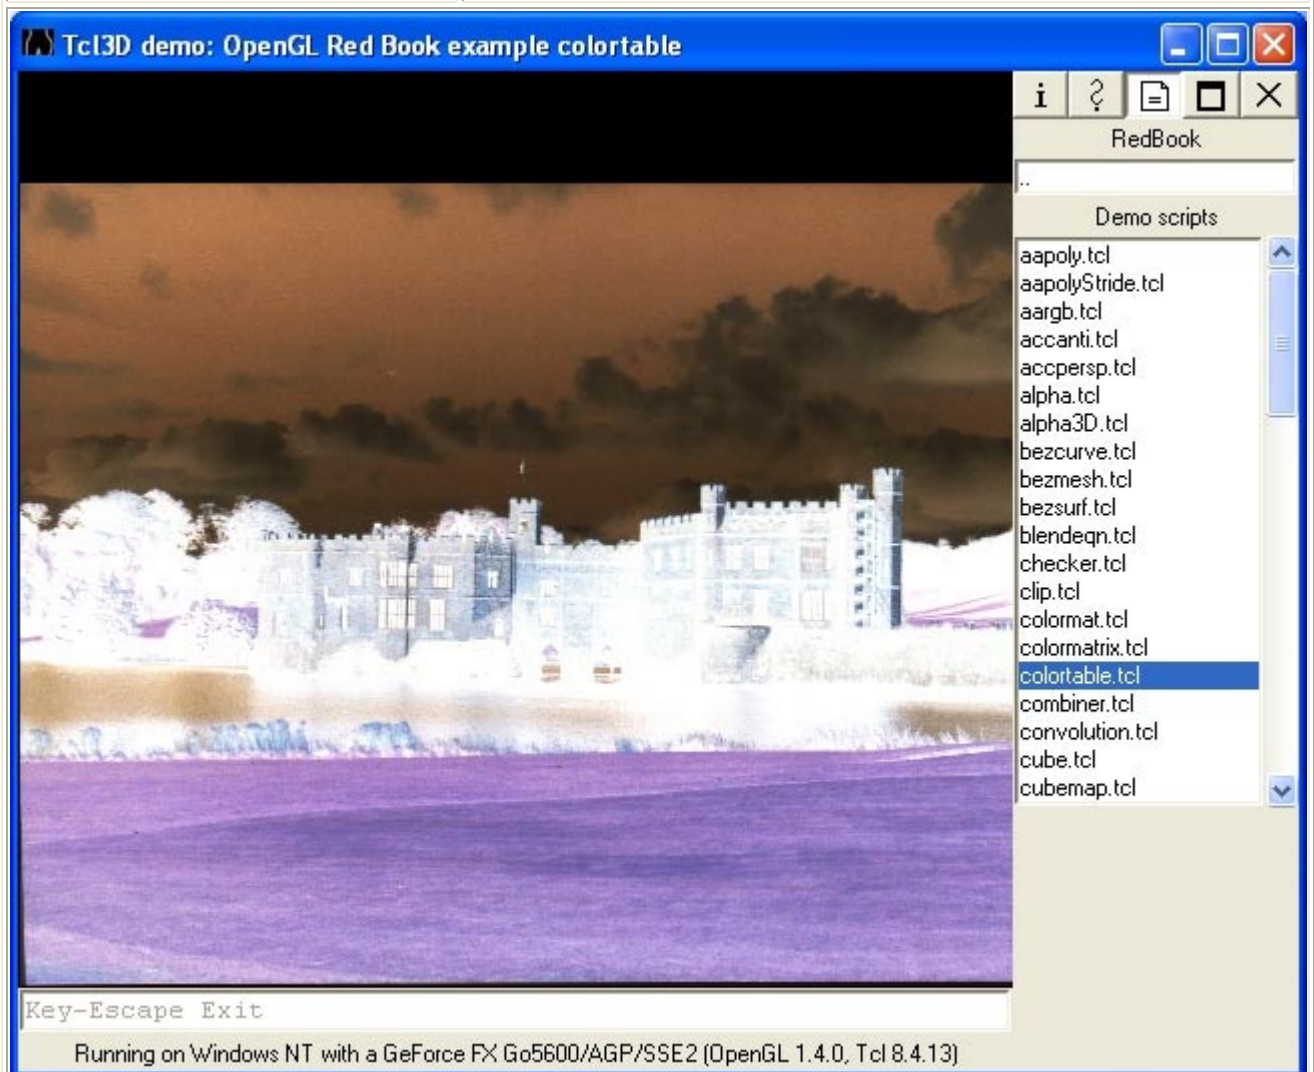 Tcl3D demo: OpenGL Red Book example colortable
i ?
RedBook
..
Demo scripts
aapoly.tcl
aapolyStride.tcl
aargb.tcl
accanti.tcl
accpersp.tcl
alpha.tcl
alpha3D.tcl
bezcurve.tcl
bezmesh.tcl
bezsurf.tcl
blendeqn.tcl
checker.tcl
clip.tcl
colormat.tcl
colormatrix.tcl
colortable.tcl
combiner.tcl
convolution.tcl
cube.tcl
cubemap.tcl
Key-Escape Exit
Running on Windows NT with a GeForce FX Go5600/AGP/SSE2 (OpenGL 1.4.0, Tcl 8.4.13)